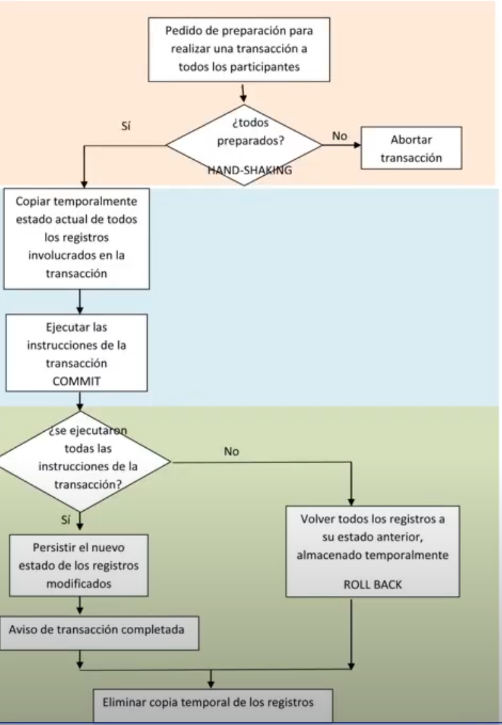 Pedido de preparación para
realizar una transacción a
todos los participantes
Sí
¿todos
preparados?
HAND-SHAKING
No
Abortar
transacción
Copiar temporalmente
estado actual de todos
los registros
involucrados en la
transacción
Ejecutar las
instrucciones de la
transacción
COMMIT
¿se ejecutaron
todas las
instrucciones de la
transacción?
No
Sí
Volver todos los registros a
su estado anterior,
almacenado temporalmente
ROLL BACK
Persistir el nuevo
estado de los registros
modificados
Aviso de transacción completada
Eliminar copia temporal de los registros